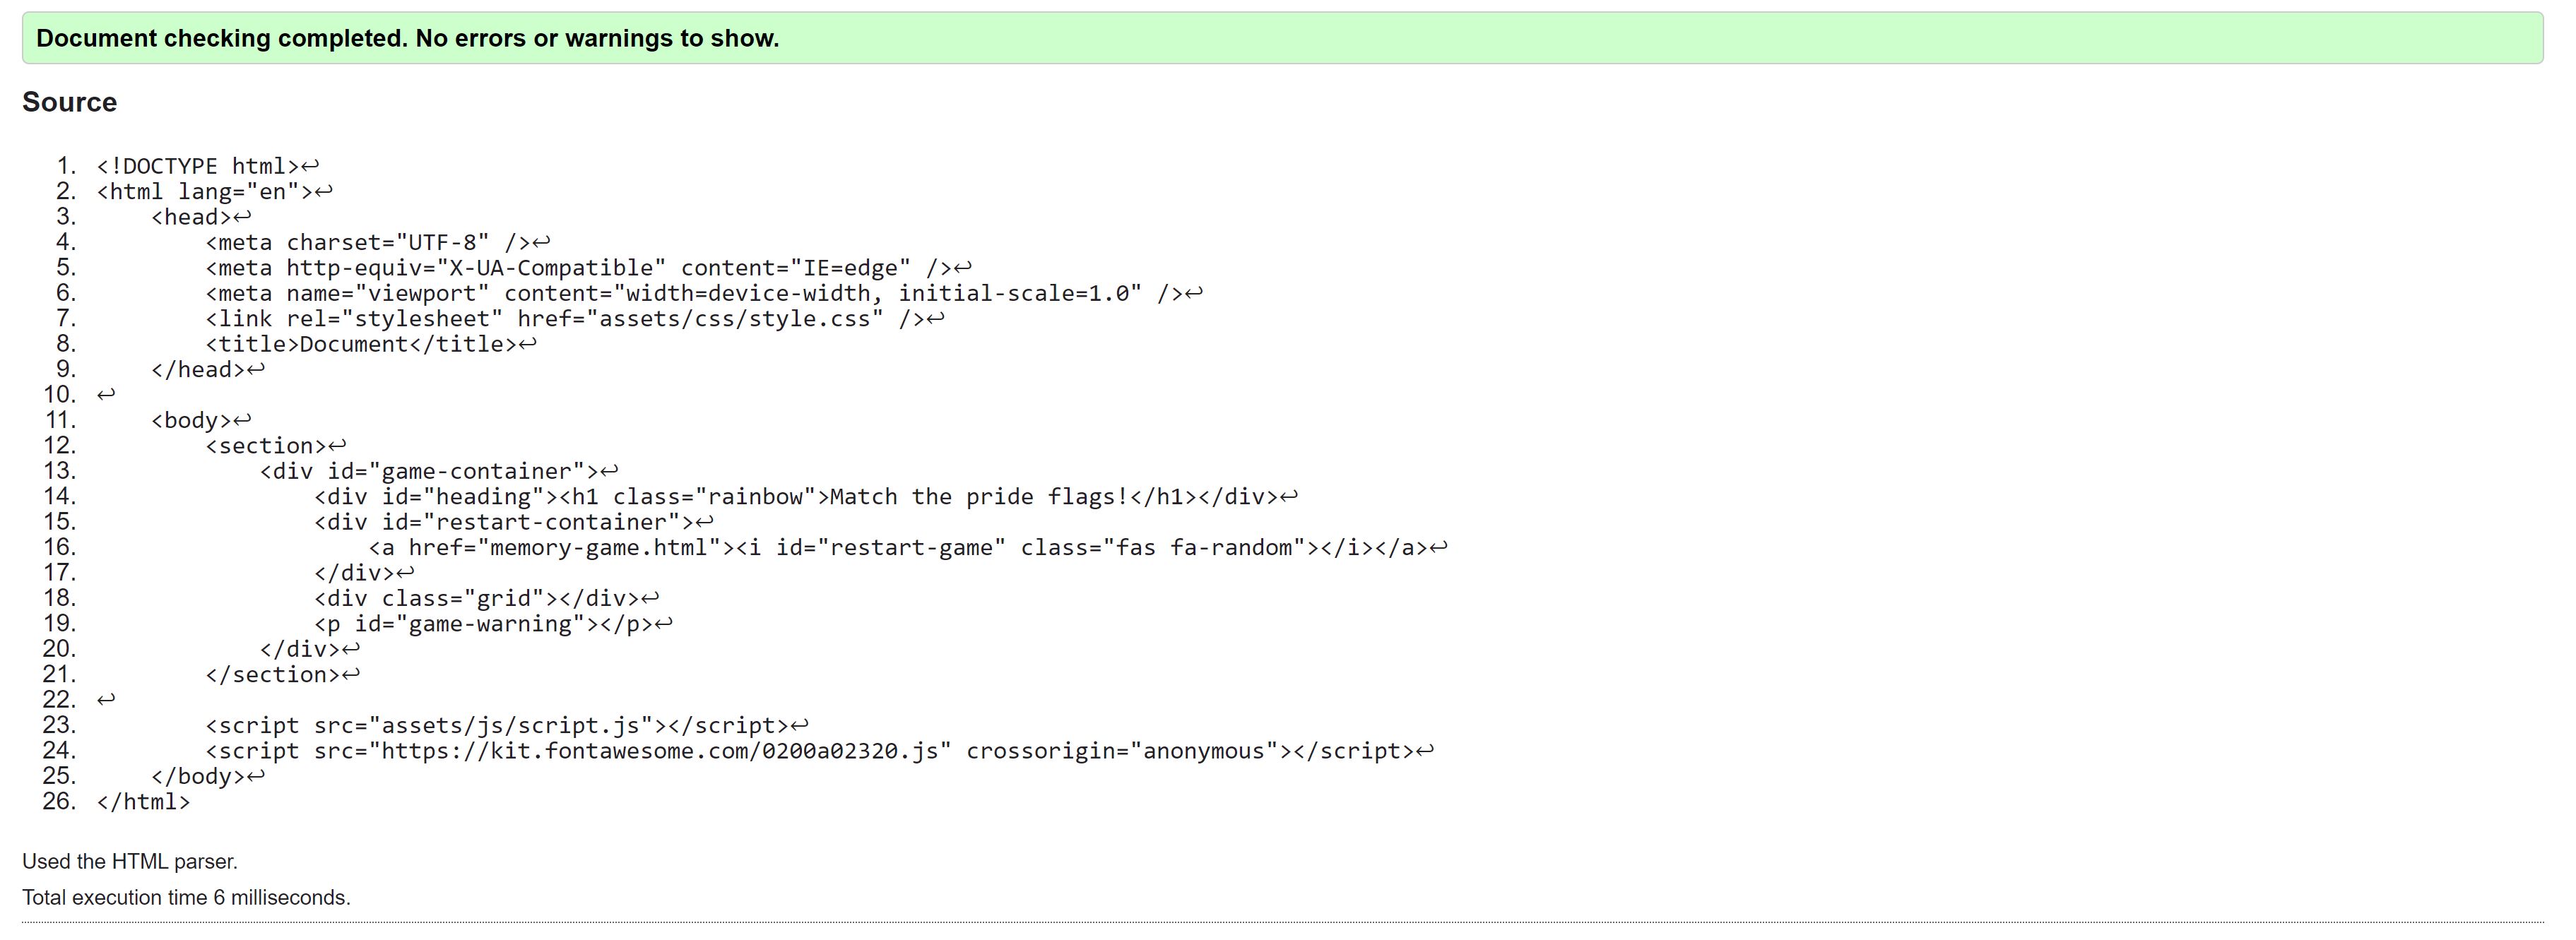 Document checking completed. No errors or warnings to show.
Source
1. <!DOCTYPE html>↩
2. <html lang="en">↩
3.     <head>↩
4.         <meta charset="UTF-8" />↩
5.         <meta http-equiv="X-UA-Compatible" content="IE=edge" />↩
6.         <meta name="viewport" content="width=device-width, initial-scale=1.0" />↩
7.         <link rel="stylesheet" href="assets/css/style.css" />↩
8.         <title>Document</title>↩
9.     </head>↩
10. ↩
11.     <body>↩
12.         <section>↩
13.             <div id="game-container">↩
14.                 <div id="heading"><h1 class="rainbow">Match the pride flags!</h1></div>↩
15.                 <div id="restart-container">↩
16.                     <a href="memory-game.html"><i id="restart-game" class="fas fa-random"></i></a>↩
17.                 </div>↩
18.                 <div class="grid"></div>↩
19.                 <p id="game-warning"></p>↩
20.             </div>↩
21.         </section>↩
22. ↩
23.         <script src="assets/js/script.js"></script>↩
24.         <script src="https://kit.fontawesome.com/0200a02320.js" crossorigin="anonymous"></script>↩
25.     </body>↩
26. </html>
Used the HTML parser.
Total execution time 6 milliseconds.